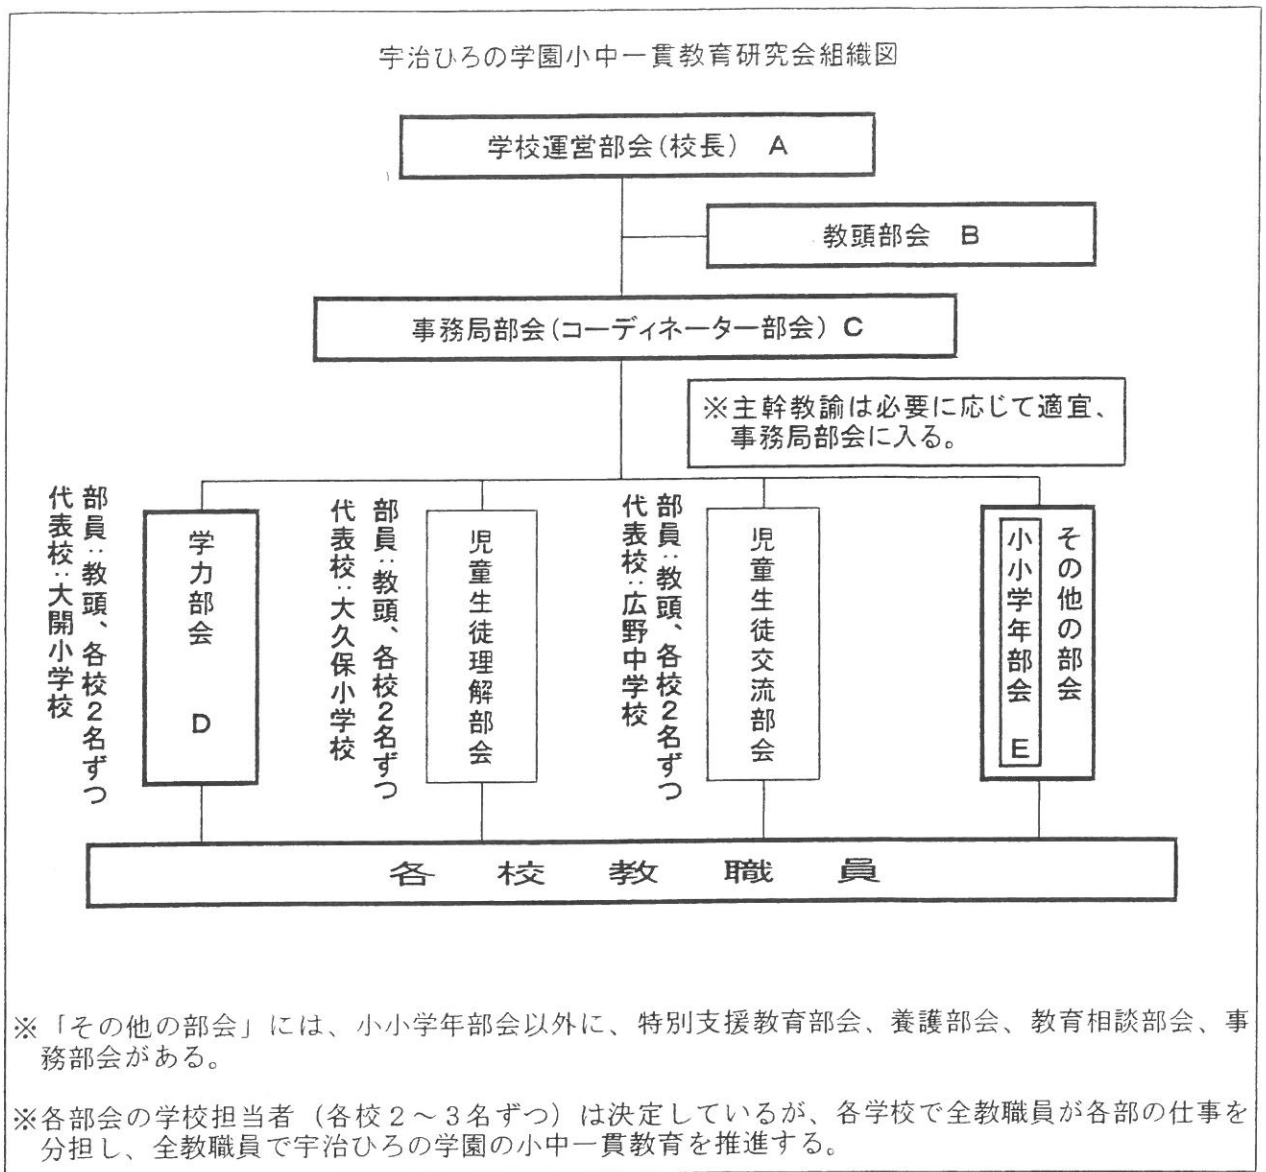 宇治ひろの学園小中一貫教育研究会組織図
学校運営部会(校長) A
教頭部会 B
事務局部会(コーディネーター部会) C
※主幹教諭は必要に応じて適宜、
事務局部会に入る。
部員:教頭、各校2名ずつ
代表校:大開小学校
学力部会 D
部員:教頭、各校2名ずつ
代表校:大久保小学校
児童生徒理解部会
部員:教頭、各校2名ずつ
代表校:広野中学校
児童生徒交流部会
その他の部会
小小学年部会 E
各校教職員
※「その他の部会」には、小小学年部会以外に、特別支援教育部会、養護部会、教育相談部会、事
務部会がある。
※各部会の学校担当者(各校2~3名ずつ)は決定しているが、各学校で全教職員が各部の仕事を
分担し、全教職員で宇治ひろの学園の小中一貫教育を推進する。